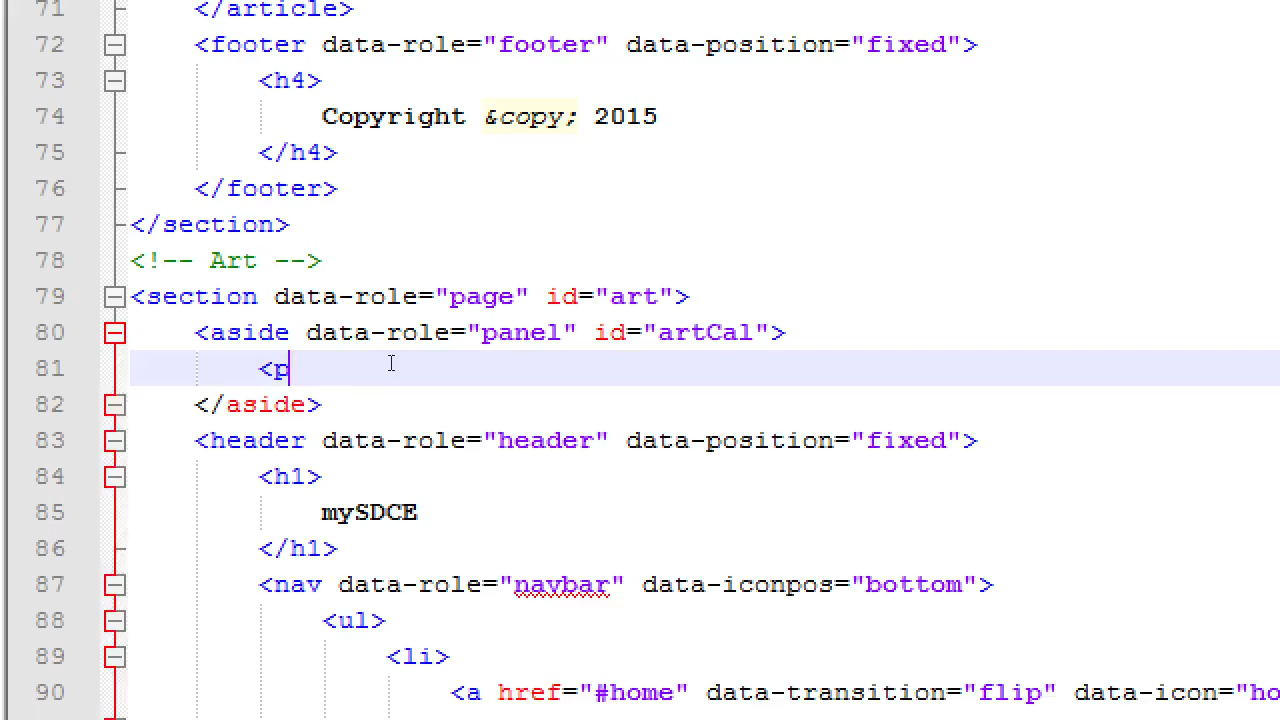 71 </article>
72 <footer data-role="footer" data-position="fixed">
73 <h4>
74 Copyright &copy; 2015
75 </h4>
76 </footer>
77 </section>
78 <!-- Art -->
79 <section data-role="page" id="art">
80 <aside data-role="panel" id="artCal">
81 <p
82 </aside>
83 <header data-role="header" data-position="fixed">
84 <h1>
85 mySDCE
86 </h1>
87 <nav data-role="navbar" data-iconpos="bottom">
88 <ul>
89 <li>
90 <a href="#home" data-transition="flip" data-icon="ho